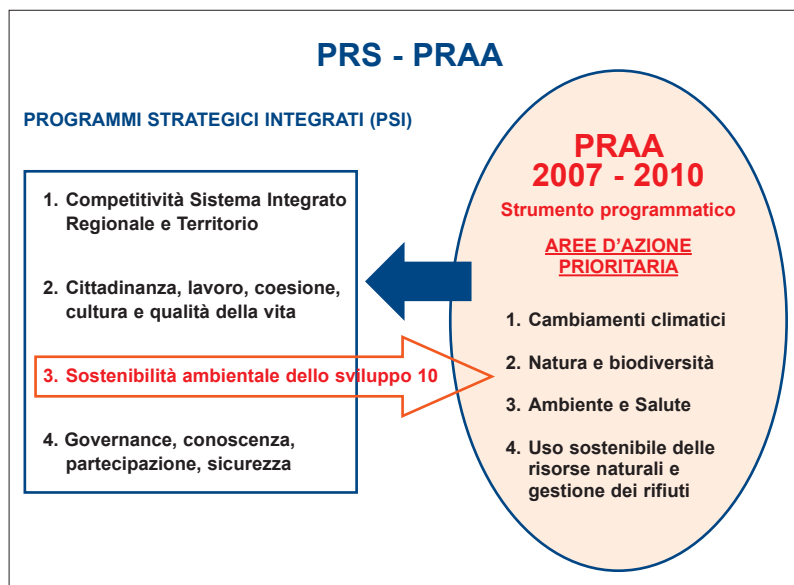 PRS - PRAA
PROGRAMMI STRATEGICI INTEGRATI (PSI)
1. Competitività Sistema Integrato
Regionale e Territorio
2. Cittadinanza, lavoro, coesione,
cultura e qualità della vita
3. Sostenibilità ambientale dello sviluppo 10
4. Governance, conoscenza,
partecipazione, sicurezza
PRAA
2007 - 2010
Strumento programmatico
AREE D'AZIONE
PRIORITARIA
1. Cambiamenti climatici
2. Natura e biodiversità
3. Ambiente e Salute
4. Uso sostenibile delle
risorse naturali e
gestione dei rifiuti